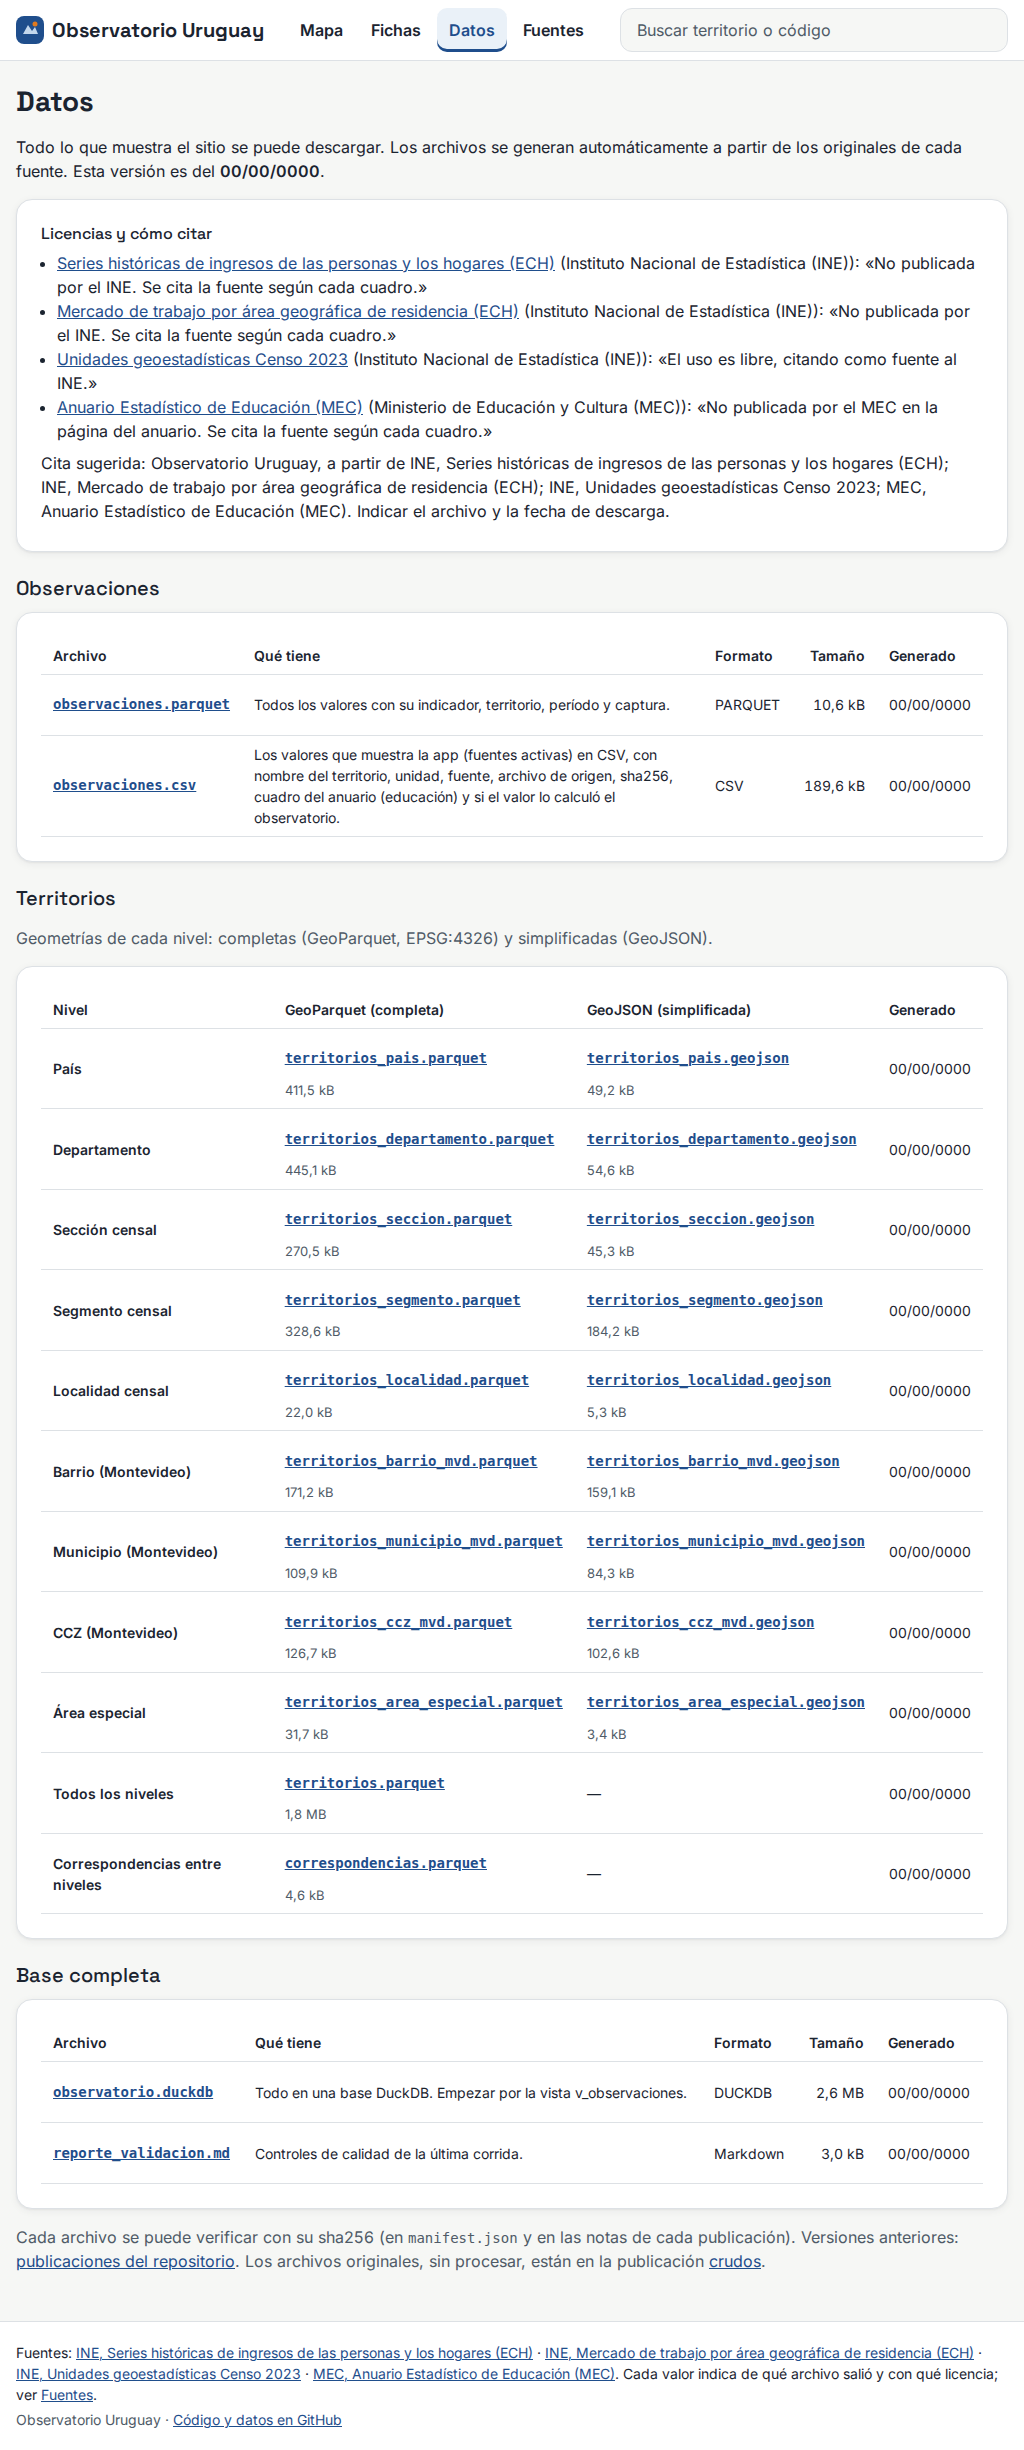 Observatorio Uruguay
Mapa
Fichas
Datos
Fuentes
Buscar territorio o código
Datos
Todo lo que muestra el sitio se puede descargar. Los archivos se generan automáticamente a partir de los originales de cada
fuente. Esta versión es del 00/00/0000.
Licencias y cómo citar
• Series históricas de ingresos de las personas y los hogares (ECH) (Instituto Nacional de Estadística (INE)): «No publicada
por el INE. Se cita la fuente según cada cuadro.»
• Mercado de trabajo por área geográfica de residencia (ECH) (Instituto Nacional de Estadística (INE)): «No publicada por
el INE. Se cita la fuente según cada cuadro.»
• Unidades geoestadísticas Censo 2023 (Instituto Nacional de Estadística (INE)): «El uso es libre, citando como fuente al
INE.»
• Anuario Estadístico de Educación (MEC) (Ministerio de Educación y Cultura (MEC)): «No publicada por el MEC en la
página del anuario. Se cita la fuente según cada cuadro.»
Cita sugerida: Observatorio Uruguay, a partir de INE, Series históricas de ingresos de las personas y los hogares (ECH);
INE, Mercado de trabajo por área geográfica de residencia (ECH); INE, Unidades geoestadísticas Censo 2023; MEC,
Anuario Estadístico de Educación (MEC). Indicar el archivo y la fecha de descarga.
Observaciones
Archivo Qué tiene Formato Tamaño Generado
observaciones.parquet Todos los valores con su indicador, territorio, período y captura. PARQUET 10,6 kB 00/00/0000
Los valores que muestra la app (fuentes activas) en CSV, con
nombre del territorio, unidad, fuente, archivo de origen, sha256,
observaciones.csv cuadro del anuario (educación) y si el valor lo calculó el CSV 189,6 kB 00/00/0000
observatorio.
Territorios
Geometrías de cada nivel: completas (GeoParquet, EPSG:4326) y simplificadas (GeoJSON).
Nivel GeoParquet (completa) GeoJSON (simplificada) Generado
País territorios_pais.parquet territorios_pais.geojson 00/00/0000
411,5 kB 49,2 kB
Departamento territorios_departamento.parquet territorios_departamento.geojson 00/00/0000
445,1 kB 54,6 kB
Sección censal territorios_seccion.parquet territorios_seccion.geojson 00/00/0000
270,5 kB 45,3 kB
Segmento censal territorios_segmento.parquet territorios_segmento.geojson 00/00/0000
328,6 kB 184,2 kB
Localidad censal territorios_localidad.parquet territorios_localidad.geojson 00/00/0000
22,0 kB 5,3 kB
Barrio (Montevideo) territorios_barrio_mvd.parquet territorios_barrio_mvd.geojson 00/00/0000
171,2 kB 159,1 kB
Municipio (Montevideo) territorios_municipio_mvd.parquet territorios_municipio_mvd.geojson 00/00/0000
109,9 kB 84,3 kB
CCZ (Montevideo) territorios_ccz_mvd.parquet territorios_ccz_mvd.geojson 00/00/0000
126,7 kB 102,6 kB
Área especial territorios_area_especial.parquet territorios_area_especial.geojson 00/00/0000
31,7 kB 3,4 kB
Todos los niveles territorios.parquet — 00/00/0000
1,8 MB
Correspondencias entre correspondencias.parquet — 00/00/0000
niveles 4,6 kB
Base completa
Archivo Qué tiene Formato Tamaño Generado
observatorio.duckdb Todo en una base DuckDB. Empezar por la vista v_observaciones. DUCKDB 2,6 MB 00/00/0000
reporte_validacion.md Controles de calidad de la última corrida. Markdown 3,0 kB 00/00/0000
Cada archivo se puede verificar con su sha256 (en manifest.json y en las notas de cada publicación). Versiones anteriores:
publicaciones del repositorio. Los archivos originales, sin procesar, están en la publicación crudos.
Fuentes: INE, Series históricas de ingresos de las personas y los hogares (ECH) · INE, Mercado de trabajo por área geográfica de residencia (ECH) ·
INE, Unidades geoestadísticas Censo 2023 · MEC, Anuario Estadístico de Educación (MEC). Cada valor indica de qué archivo salió y con qué licencia;
ver Fuentes.
Observatorio Uruguay · Código y datos en GitHub